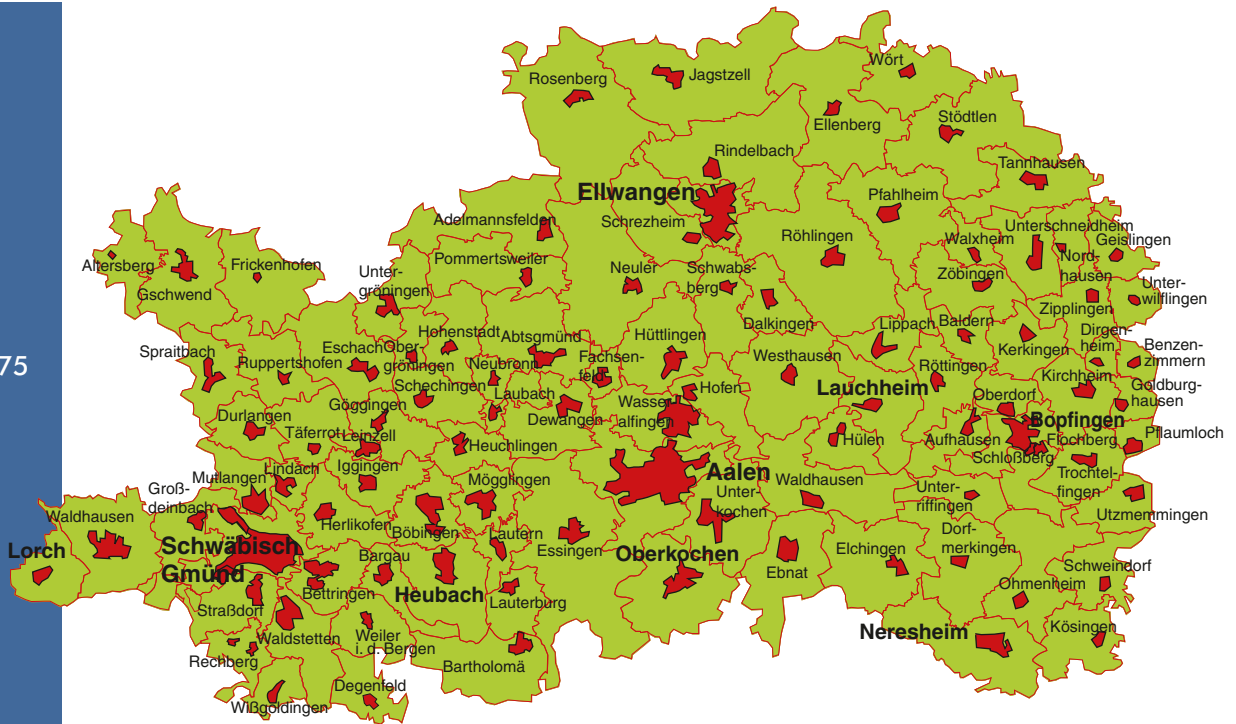 Wört
Rosenberg
Jagstzell
Ellenberg
Stödtlen
Rindelbach
Tannhausen
Ellwangen
Pfahlheim
Adelmannsfelden
Schrezheim
Röhlingen
Walxheim
Unterschneidheim
Geislingen
Altersberg
Gschwend
Frickenhofen
Unter-
gröningen
Pommertsweiler
Neuler
Schwabs-
berg
Zöbingen
Nord-
hausen
Unter-
wilflingen
Zipplingen
Dalkingen
Hohenstadt
Abtsgmünd
Hüttlingen
Lippach
Baldern
Kerkingen
Dirgen-
heim
Benzen-
zimmern
75
Spraitbach
Ruppertshofen
Eschach
Ober
gröningen
Neubronn
Fachsen-
feld
Westhausen
Röttingen
Kirchheim
Goldburg-
hausen
Schechingen
Laubach
Hofen
Lauchheim
Oberdorf
Durlangen
Göggingen
Dewangen
Wasser-
alfingen
Bopfingen
Täferrot
Leinzell
Heuchlingen
Hülen
Aufhausen
Flochberg
Pflaumloch
Schloßberg
Mutlangen
Lindach
Iggingen
Mögglingen
Aalen
Waldhausen
Trochtel-
fingen
Groß-
deinbach
Unter-
kochen
Unter-
riffingen
Utzmemmingen
Waldhausen
Herlikofen
Böbingen
Lautern
Essingen
Dorf-
merkingen
Lorch
Schwäbisch
Gmünd
Bargau
Oberkochen
Ebnat
Elchingen
Schweindorf
Bettringen
Heubach
Lauterburg
Ohmenheim
Straßdorf
Waldstetten
Weiler
i. d. Bergen
Neresheim
Kösingen
Rechberg
Bartholomä
Degenfeld
Wißgoldingen